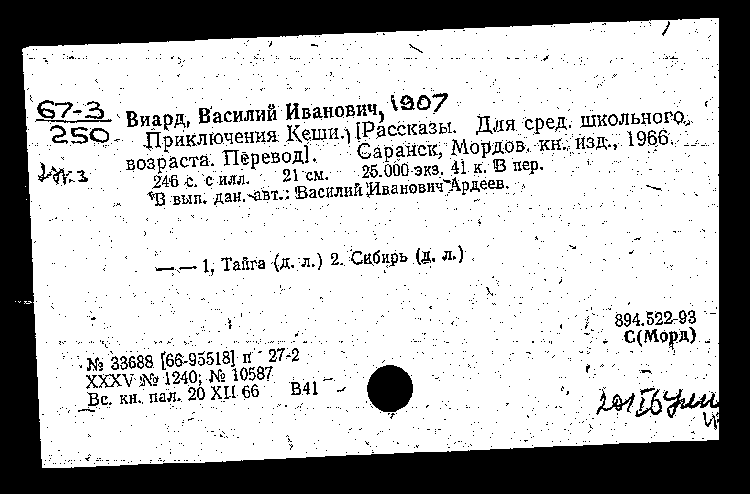 67-3
250
2эк3
Виард, Василий Иванович, 1907
Приключения Кеши. [Рассказы. Для сред. школьного
возраста. Перевод]. Саранск, Мордов. кн. изд., 1966.
246 с. с илл. 21 см. 25.000 экз. 41 к. В пер.
В вып. дан. авт.: Василий Иванович Ардеев.
— — 1. Тайга (д. л.) 2. Сибирь (д. л.)
894.522-93
С(Морд)
№ 33688 [66-95518] п 27-2
XXXV № 1240; № 10587
Вс. кн. пал. 20 XII 66 В41